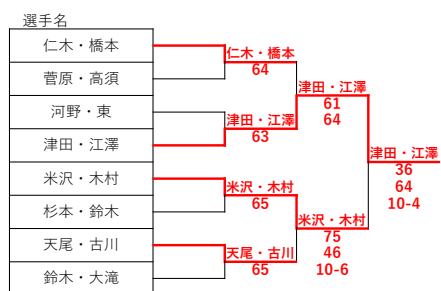 選手名
仁木・橋本
菅原・高須
河野・東
津田・江澤
米沢・木村
杉本・鈴木
天尾・古川
鈴木・大滝
仁木・橋本
64
津田・江澤
63
米沢・木村
65
天尾・古川
65
津田・江澤
61
64
米沢・木村
75
46
10-6
津田・江澤
36
64
10-4